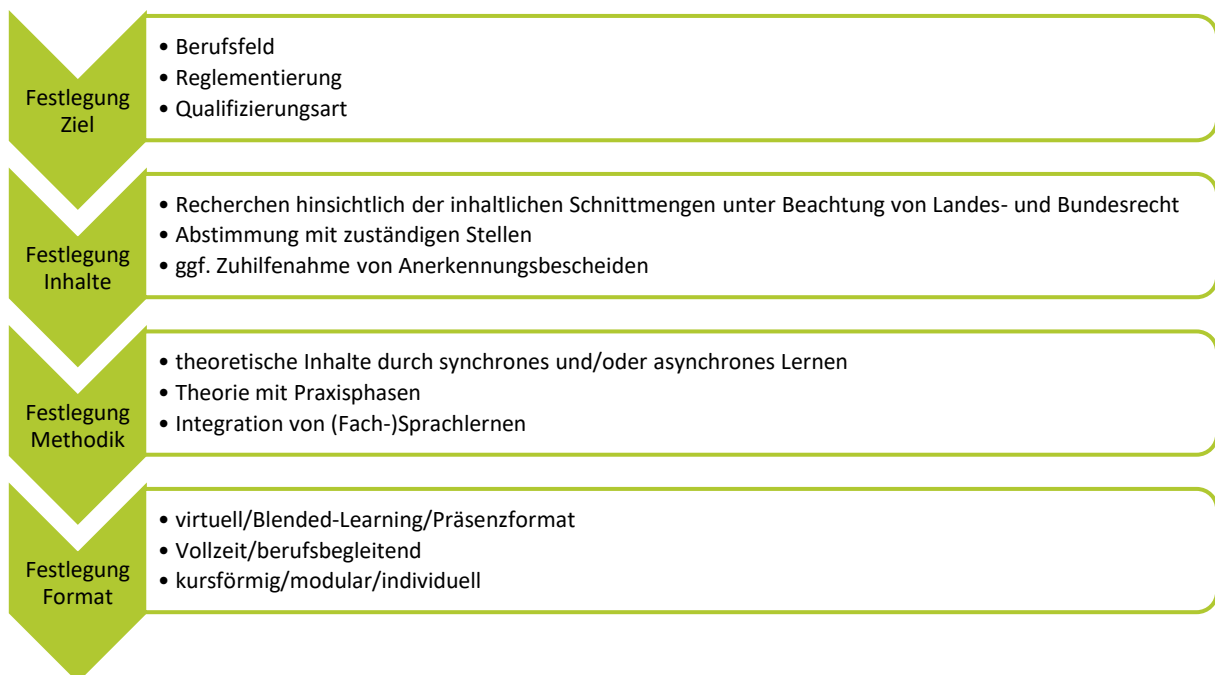 Festlegung
Ziel
• Berufsfeld
• Reglementierung
• Qualifizierungsart
Festlegung
Inhalte
• Recherchen hinsichtlich der inhaltlichen Schnittmengen unter Beachtung von Landes- und Bundesrecht
• Abstimmung mit zuständigen Stellen
• ggf. Zuhilfenahme von Anerkennungsbescheiden
Festlegung
Methodik
• theoretische Inhalte durch synchrones und/oder asynchrones Lernen
• Theorie mit Praxisphasen
• Integration von (Fach-)Sprachlernen
Festlegung
Format
• virtuell/Blended-Learning/Präsenzformat
• Vollzeit/berufsbegleitend
• kursförmig/modular/individuell